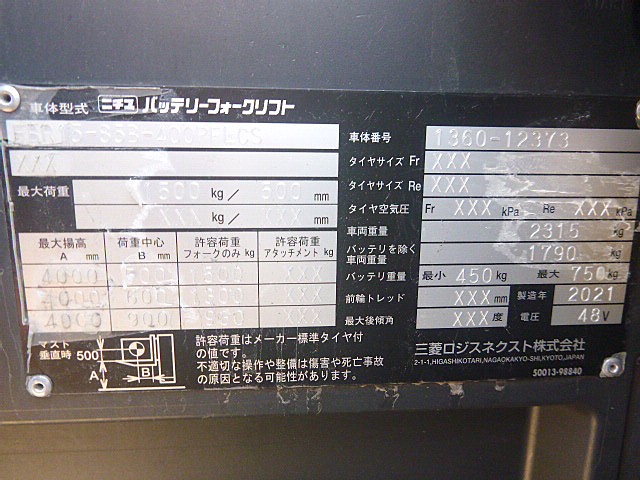 車体型式 ニチユ バッテリーフォークリフト
車体番号 1360-12373
XXX
タイヤサイズ Fr XXX
最大荷重 1500 kg / 500 mm
タイヤサイズ Re XXX
kg / mm
タイヤ空気圧 Fr XXX kPa Re XXX kPa
車両重量 2315 kg
バッテリを除く車両重量 1790 kg
最大揚高 A mm 荷重中心 B mm 許容荷重 フォークのみ kg 許容荷重 アタッチメント kg
バッテリ重量 最小 450 kg 最大 750 kg
4000 500 1500 XXX
前輪トレッド XXX mm 製造年 2021
4000 600
4000
最大後傾角 XXX 度 電圧 48 V
マスト垂直時 500 A B
許容荷重はメーカー標準タイヤ付
の値です。
不適切な操作や整備は傷害や死亡事故
の原因となる可能性があります。
三菱ロジスネクスト株式会社
2-1-1,HIGASHIKOTARI,NAGAOKAKYO-SHI,KYOTO,JAPAN
50013-98840